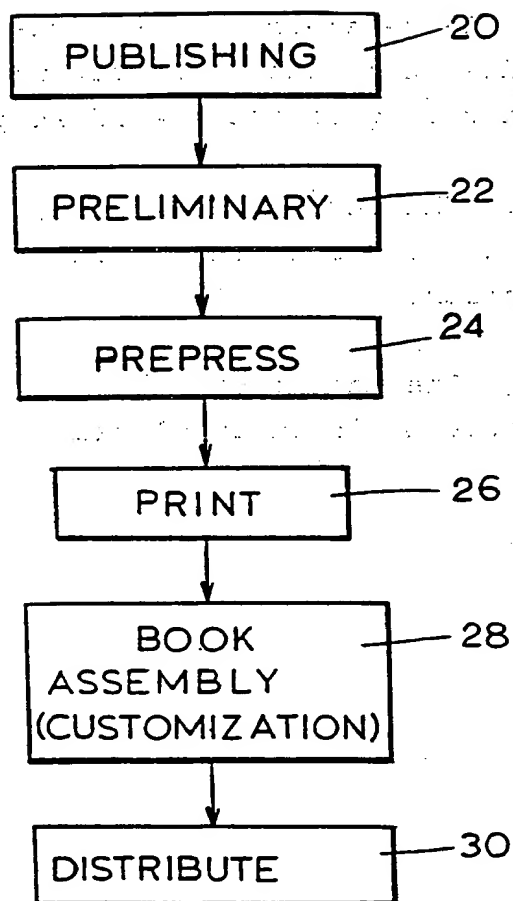 PUBLISHING 20
PRELIMINARY 22
PREPRESS 24
PRINT 26
BOOK 28
ASSEMBLY
(CUSTOMIZATION)
DISTRIBUTE 30